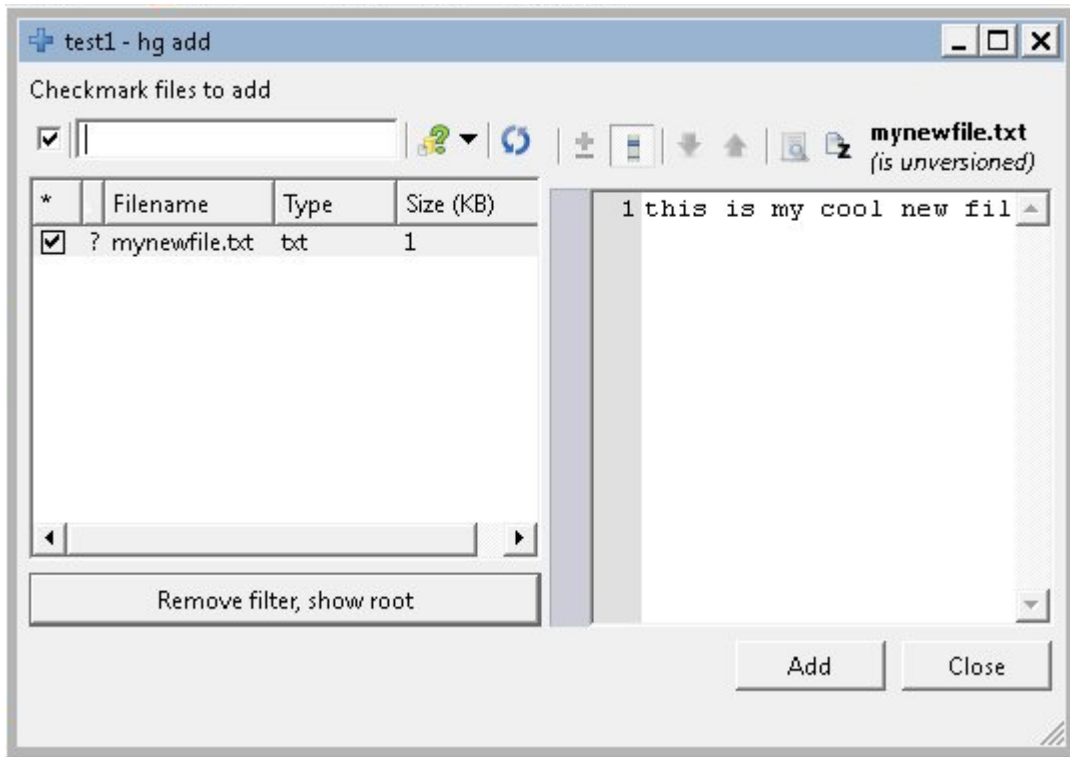 test1 - hg add
Checkmark files to add
mynewfile.txt
(is unversioned)
* Filename Type Size (KB)
? mynewfile.txt txt 1
1 this is my cool new fil
Remove filter, show root
Add Close